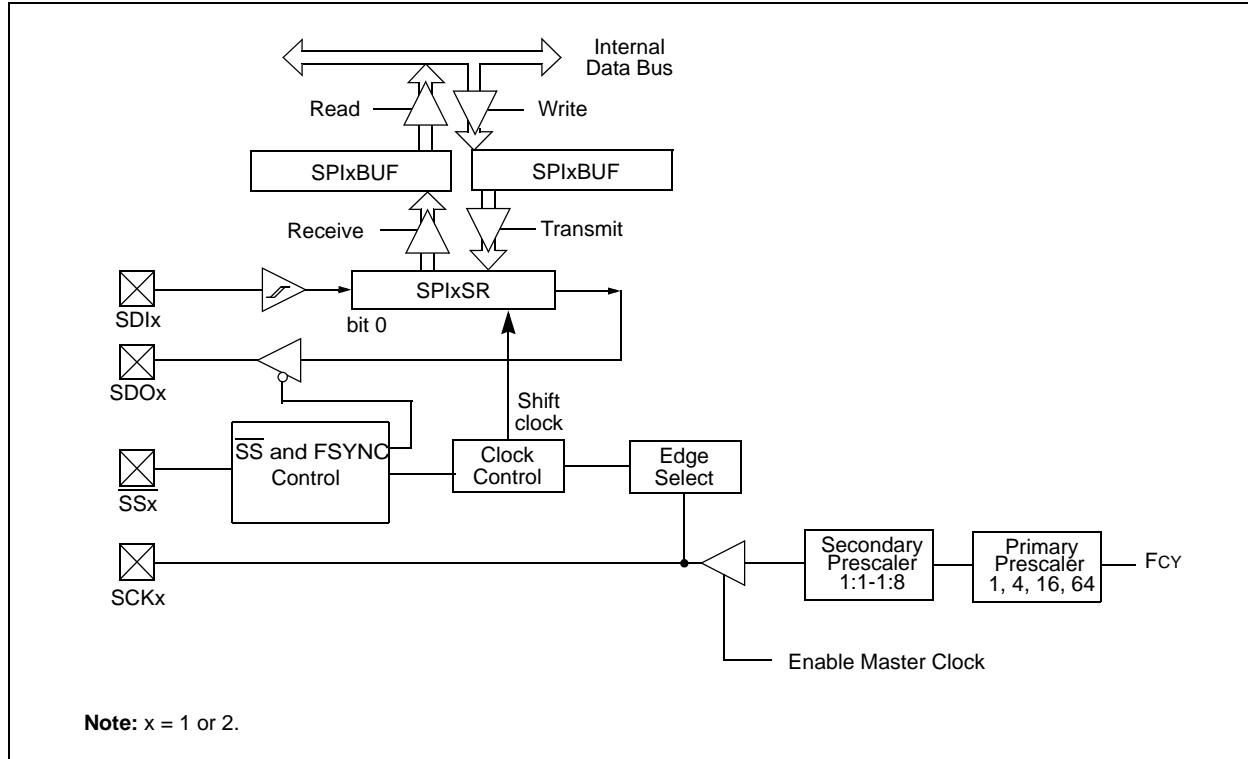 Internal
Data Bus
Read
Write
SPIxBUF
SPIxBUF
Receive
Transmit
SDIx
SPIxSR
bit 0
SDOx
Shift
clock
SS and FSYNC
Control
Clock
Control
Edge
Select
SSx
Secondary
Prescaler
1:1-1:8
Primary
Prescaler
1, 4, 16, 64
FCY
SCKx
Enable Master Clock
Note: x = 1 or 2.